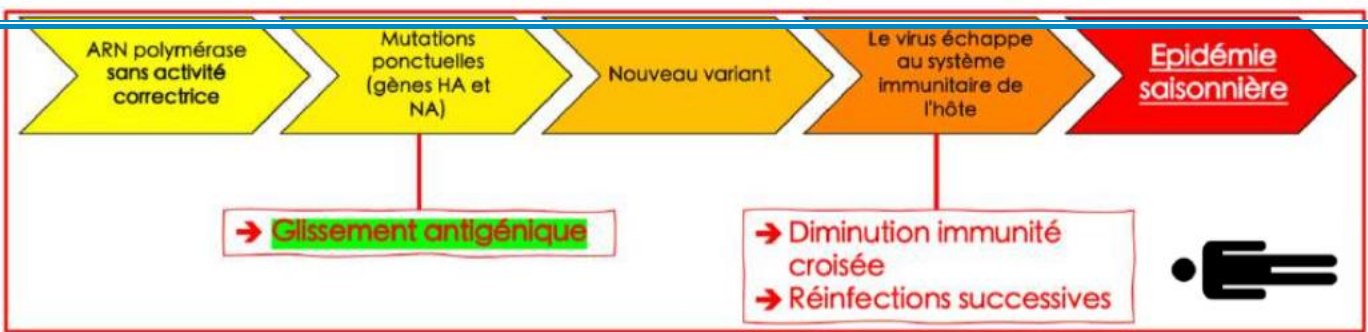 ARN polymérase
sans activité
correctrice
Mutations
ponctuelles
(gènes HA et
NA)
Nouveau variant
Le virus échappe
au système
immunitaire de
l'hôte
Epidémie
saisonnière
➔ Glissement antigénique
➔ Diminution immunité
croisée
➔ Réinfections successives